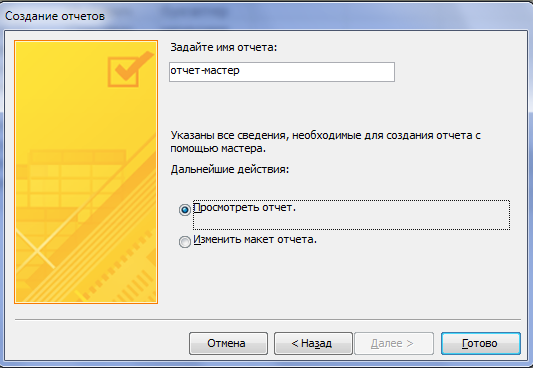 Создание отчетов
Задайте имя отчета:
отчет-мастер
Указаны все сведения, необходимые для создания отчета с
помощью мастера.
Дальнейшие действия:
Просмотреть отчет.
Изменить макет отчета.
Отмена
< Назад
Далее >
Готово